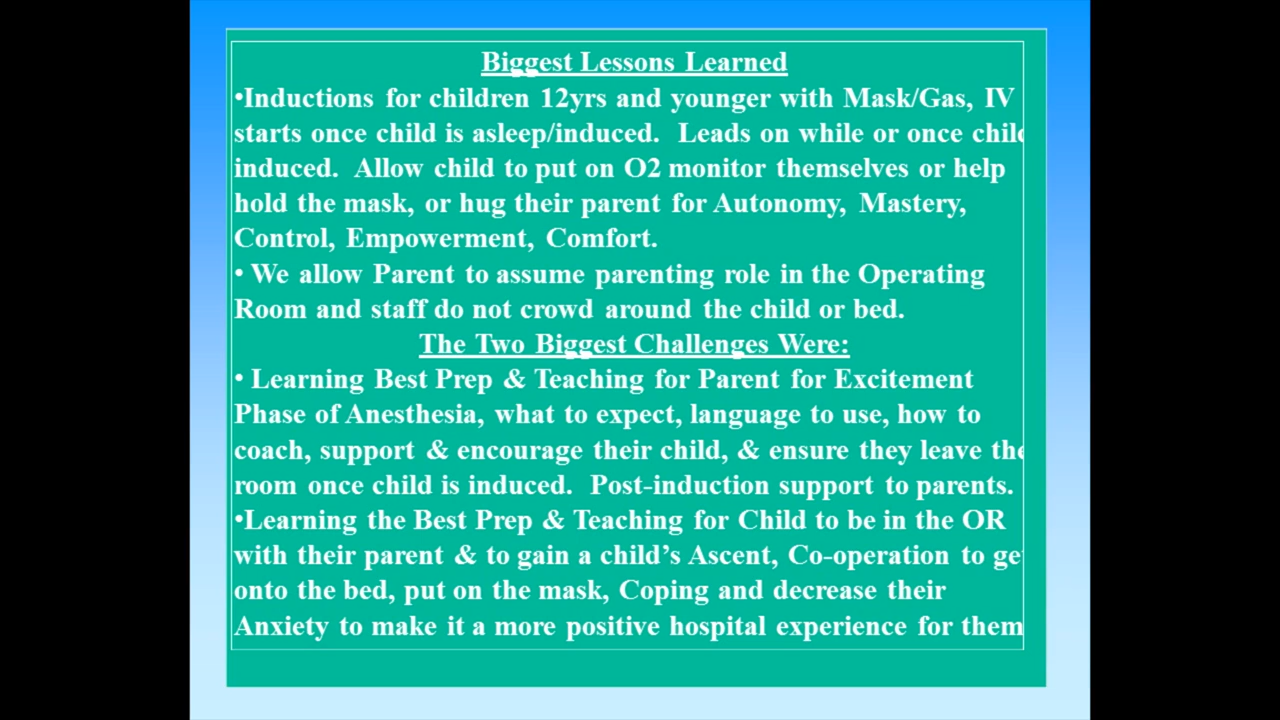 Biggest Lessons Learned
•Inductions for children 12yrs and younger with Mask/Gas, IV
starts once child is asleep/induced. Leads on while or once child
induced. Allow child to put on O2 monitor themselves or help
hold the mask, or hug their parent for Autonomy, Mastery,
Control, Empowerment, Comfort.
• We allow Parent to assume parenting role in the Operating
Room and staff do not crowd around the child or bed.
The Two Biggest Challenges Were:
• Learning Best Prep & Teaching for Parent for Excitement
Phase of Anesthesia, what to expect, language to use, how to
coach, support & encourage their child, & ensure they leave the
room once child is induced. Post-induction support to parents.
•Learning the Best Prep & Teaching for Child to be in the OR
with their parent & to gain a child’s Ascent, Co-operation to get
onto the bed, put on the mask, Coping and decrease their
Anxiety to make it a more positive hospital experience for them